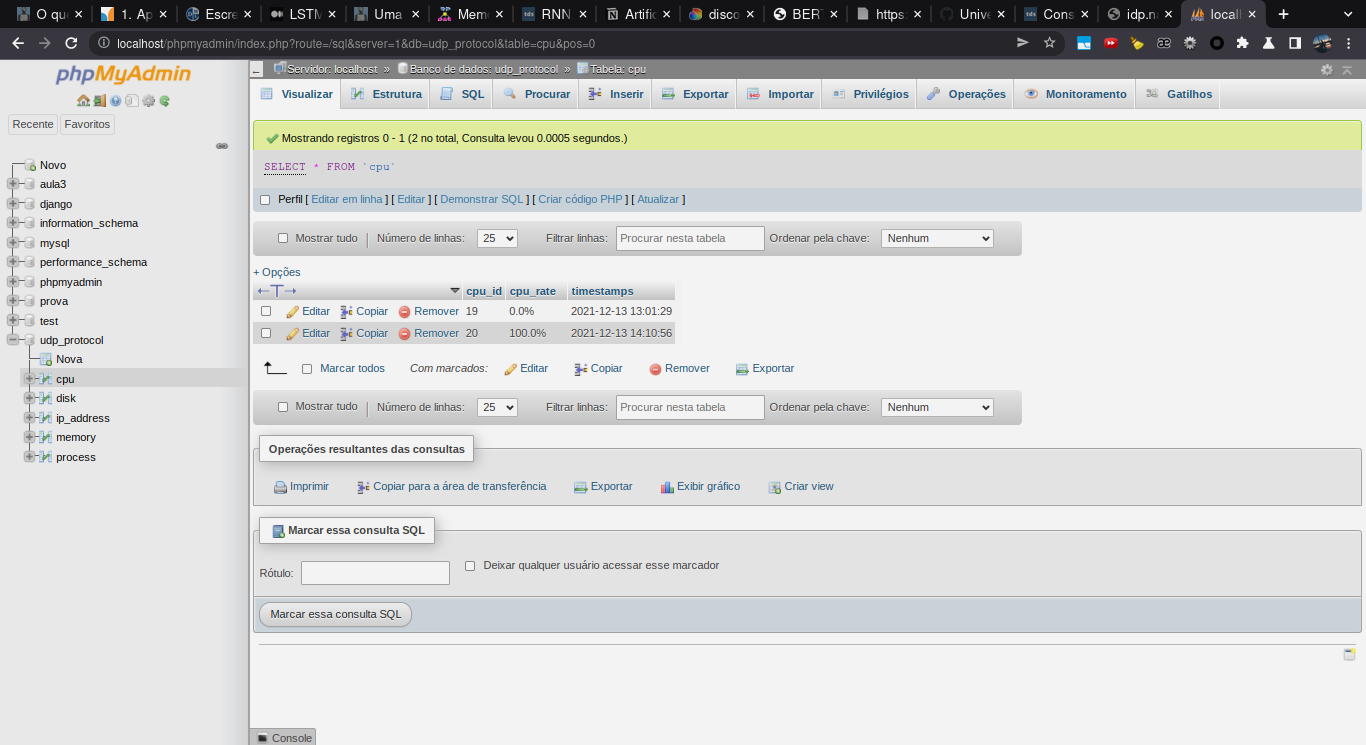 O que
1. Ap
Escre
LSTM
Uma
Memo
RNN
Artific
disco
BERT
https:
Unive
Cons
idp.na
locall
localhost/phpmyadmin/index.php?route=/sql&server=1&db=udp_protocol&table=cpu&pos=0
phpMyAdmin
Recente Favoritos
Novo
aula3
django
information_schema
mysql
performance_schema
phpmyadmin
prova
test
udp_protocol
Nova
cpu
disk
ip_address
memory
process
Servidor: localhost » Banco de dados: udp_protocol » Tabela: cpu
Visualizar Estrutura SQL Procurar Inserir Exportar Importar Privilégios Operações Monitoramento Gatilhos
Mostrando registros 0 - 1 (2 no total, Consulta levou 0.0005 segundos.)
SELECT * FROM `cpu`
Perfil [ Editar em linha ] [ Editar ] [ Demonstrar SQL ] [ Criar código PHP ] [ Atualizar ]
Mostrar tudo | Número de linhas: 25 Filtrar linhas: Procurar nesta tabela Ordenar pela chave: Nenhum
+ Opções
←T→ cpu_id cpu_rate timestamps
Editar Copiar Remover 19 0.0% 2021-12-13 13:01:29
Editar Copiar Remover 20 100.0% 2021-12-13 14:10:56
Marcar todos Com marcados: Editar Copiar Remover Exportar
Mostrar tudo | Número de linhas: 25 Filtrar linhas: Procurar nesta tabela Ordenar pela chave: Nenhum
Operações resultantes das consultas
Imprimir Copiar para a área de transferência Exportar Exibir gráfico Criar view
Marcar essa consulta SQL
Rótulo: Deixar qualquer usuário acessar esse marcador
Marcar essa consulta SQL
Console